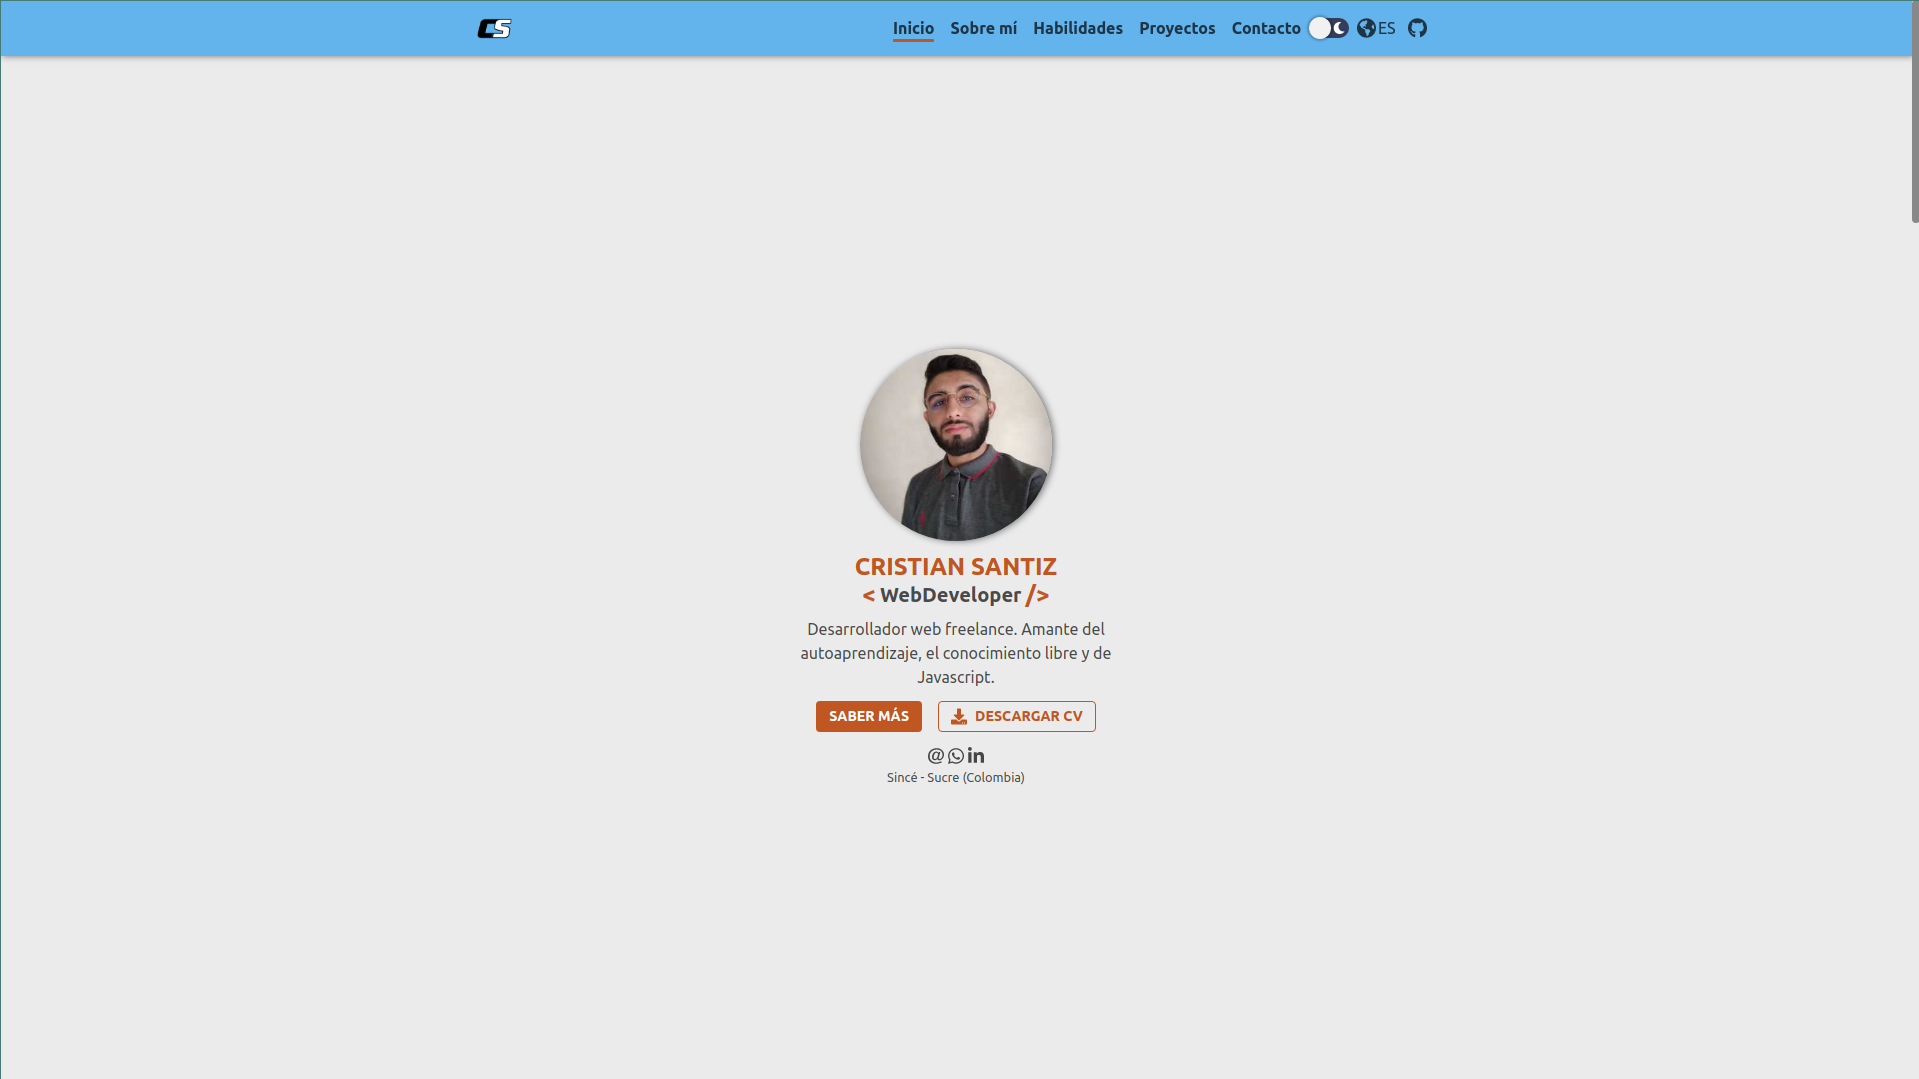 CS
Inicio Sobre mí Habilidades Proyectos Contacto ES
CRISTIAN SANTIZ
< WebDeveloper />
Desarrollador web freelance. Amante del
autoaprendizaje, el conocimiento libre y de
Javascript.
SABER MÁS DESCARGAR CV
@ in
Sincé - Sucre (Colombia)